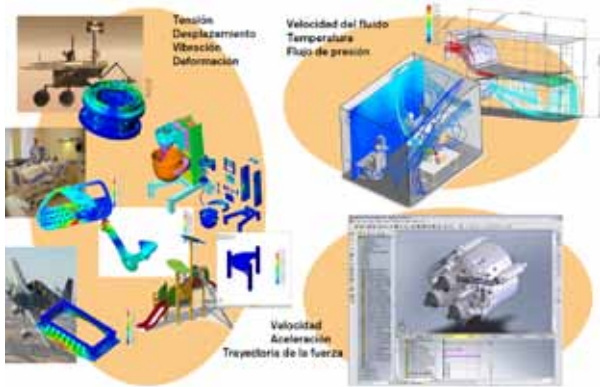 Tensión
Desplazamiento
Vibración
Deformación
Velocidad del fluido
Temperatura
Flujo de presión
Velocidad
Aceleración
Trayectoria de la fuerza